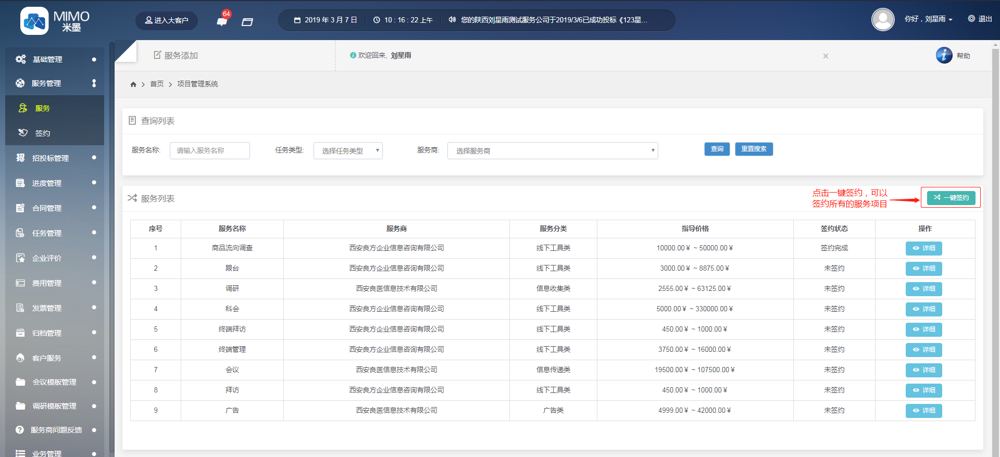 MIMO
米墨
进入大客户
64
2019 年 3 月 7 日
10 : 16 : 22 上午
您的陕西刘星雨测试服务公司于2019/3/6已成功投标《123星...
你好，刘星雨
退出
基础管理
服务管理
服务
签约
招投标管理
进度管理
合同管理
任务管理
企业评价
费用管理
发票管理
归档管理
客户服务
会议模板管理
调研模板管理
服务商问题反馈
业务管理
服务添加
欢迎回来, 刘星雨
×
帮助
首页 > 项目管理系统
查询列表
服务名称: 请输入服务名称 任务类型: 选择任务类型 服务商: 选择服务商 查询 重置搜索
服务列表
点击一键签约，可以
签约所有的服务项目
一键签约
序号 服务名称 服务商 服务分类 指导价格 签约状态 操作
1 商品流向调查 西安良方企业信息咨询有限公司 线下工具类 10000.00￥ ~ 50000.00￥ 签约完成 详细
2 跟台 西安良方企业信息咨询有限公司 线下工具类 3000.00￥ ~ 8875.00￥ 未签约 详细
3 调研 西安良医信息技术有限公司 信息收集类 2555.00￥ ~ 63125.00￥ 未签约 详细
4 科会 西安良方企业信息咨询有限公司 线下工具类 5000.00￥ ~ 330000.00￥ 未签约 详细
5 终端拜访 西安良方企业信息咨询有限公司 线下工具类 450.00￥ ~ 1000.00￥ 未签约 详细
6 终端管理 西安良方企业信息咨询有限公司 线下工具类 3750.00￥ ~ 16000.00￥ 未签约 详细
7 会议 西安良医信息技术有限公司 信息传递类 19500.00￥ ~ 107500.00￥ 未签约 详细
8 拜访 西安良方企业信息咨询有限公司 线下工具类 450.00￥ ~ 1000.00￥ 未签约 详细
9 广告 西安良医信息技术有限公司 广告类 4999.00￥ ~ 42000.00￥ 未签约 详细